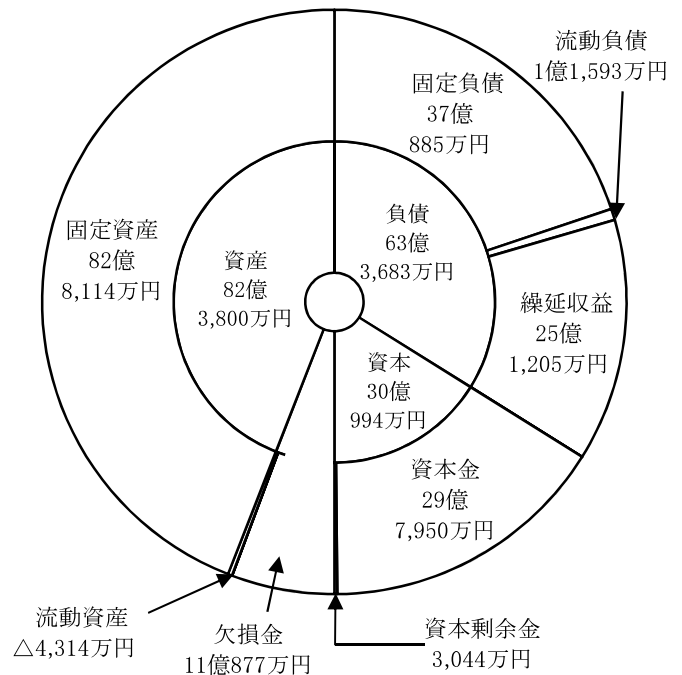 流動負債
1億1,593万円
固定負債
37億
885万円
負債
63億
3,683万円
固定資産
82億
8,114万円
資産
82億
3,800万円
繰延収益
25億
1,205万円
資本
30億
994万円
資本金
29億
7,950万円
流動資産
△4,314万円
欠損金
11億877万円
資本剰余金
3,044万円